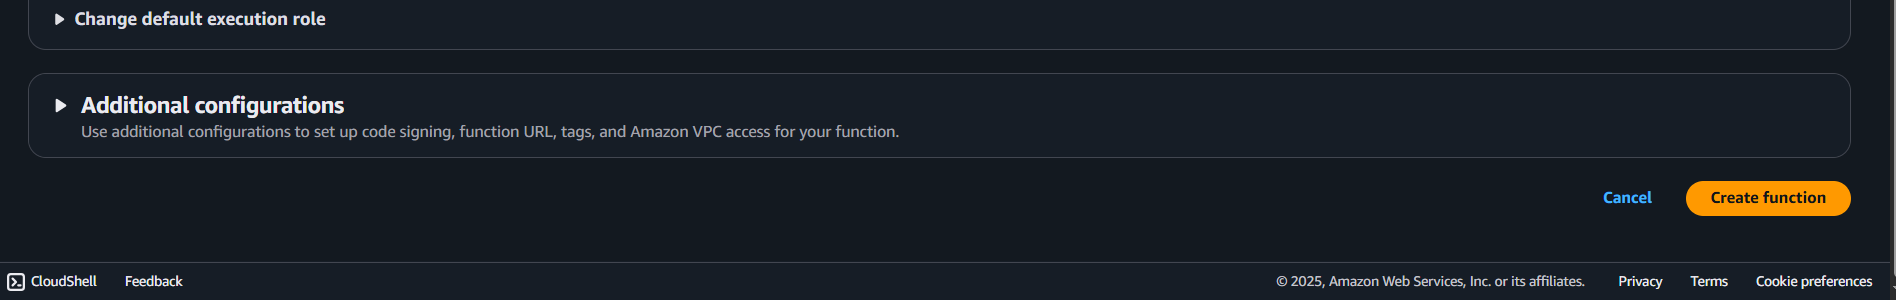 Change default execution role
Additional configurations
Use additional configurations to set up code signing, function URL, tags, and Amazon VPC access for your function.
Cancel
Create function
CloudShell
Feedback
© 2025, Amazon Web Services, Inc. or its affiliates.
Privacy
Terms
Cookie preferences